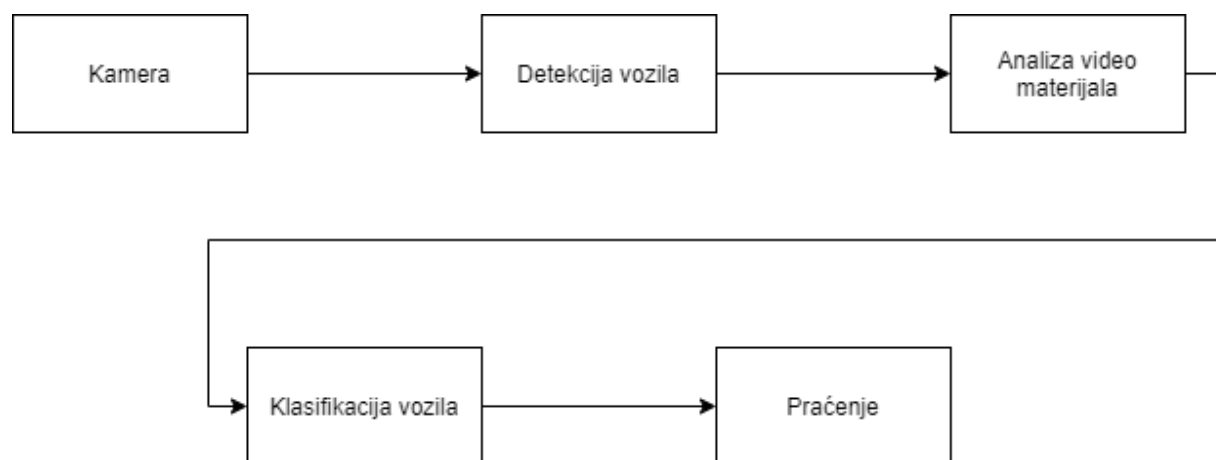 Kamera
Detekcija vozila
Analiza video
materijala
Klasifikacija vozila
Praćenje